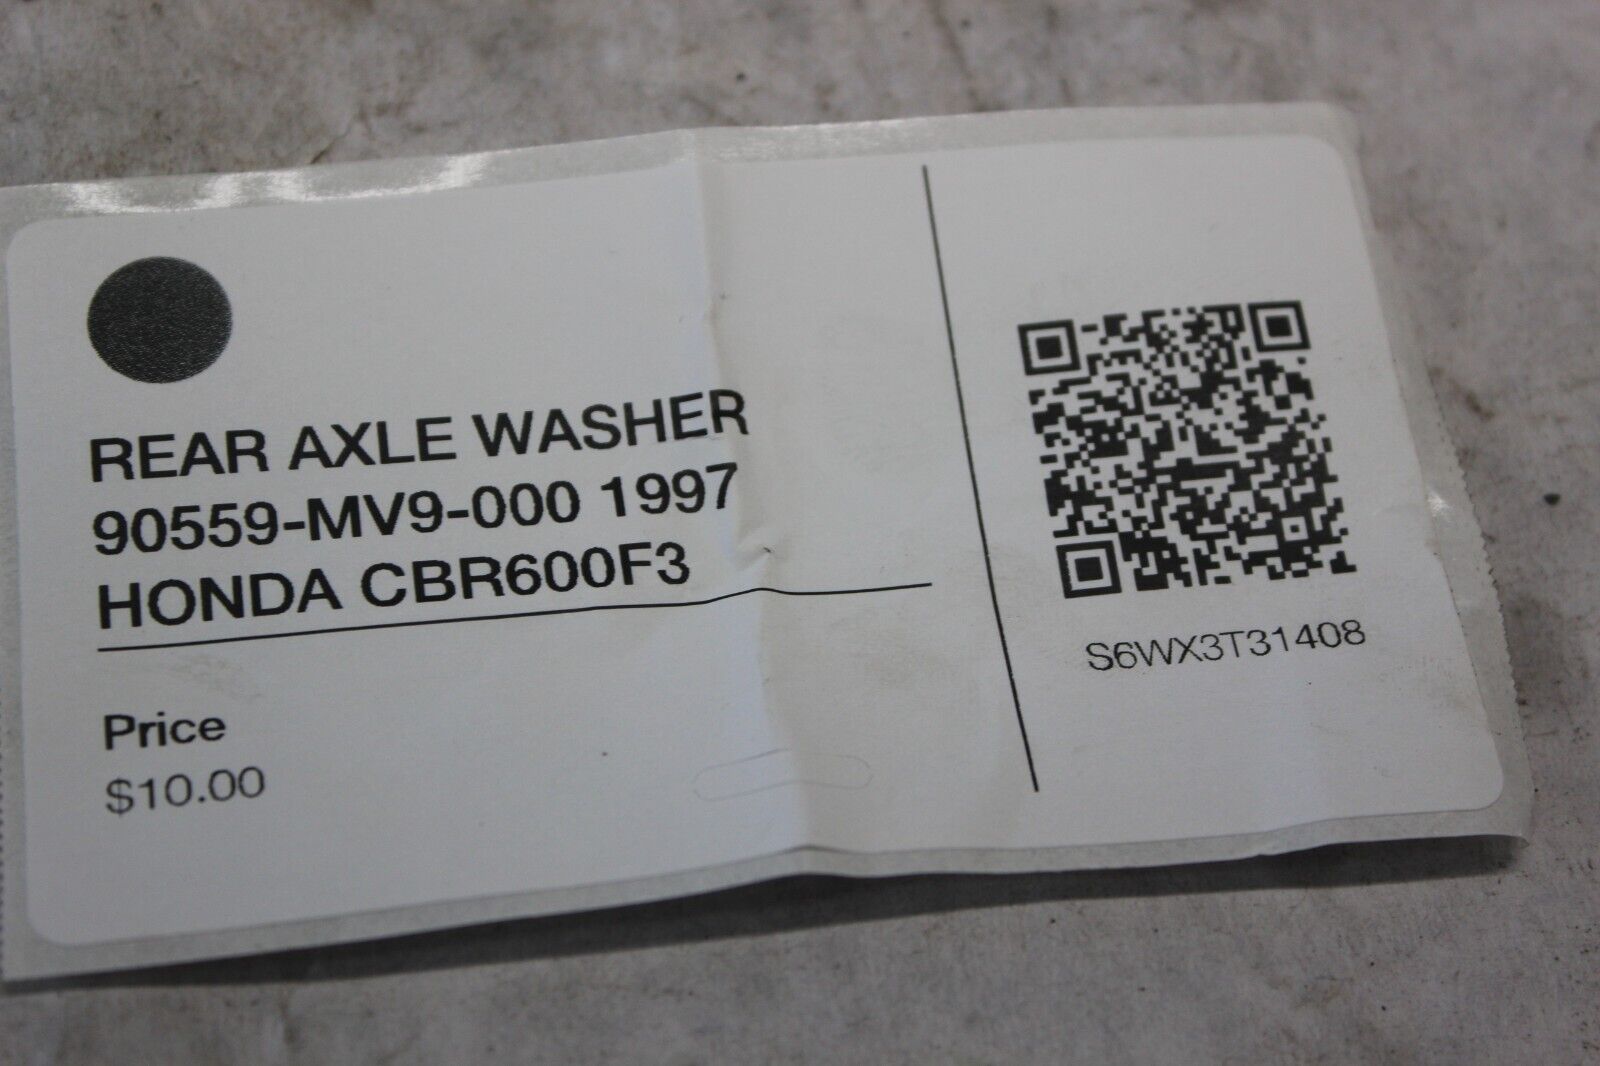 REAR AXLE WASHER
90559-MV9-000 1997
HONDA CBR600F3
Price
$10.00
S6WX3T31408